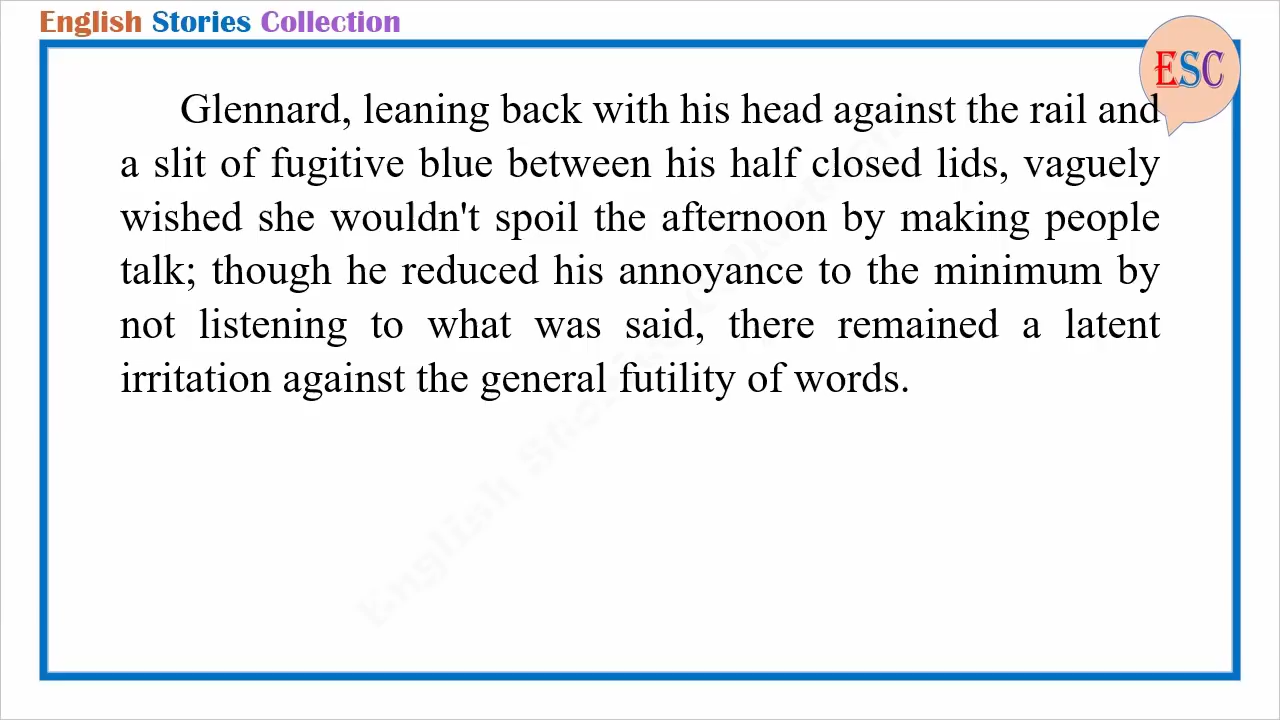 English Stories Collection
ESC
Glennard, leaning back with his head against the rail and
a slit of fugitive blue between his half closed lids, vaguely
wished she wouldn't spoil the afternoon by making people
talk; though he reduced his annoyance to the minimum by
not listening to what was said, there remained a latent
irritation against the general futility of words.